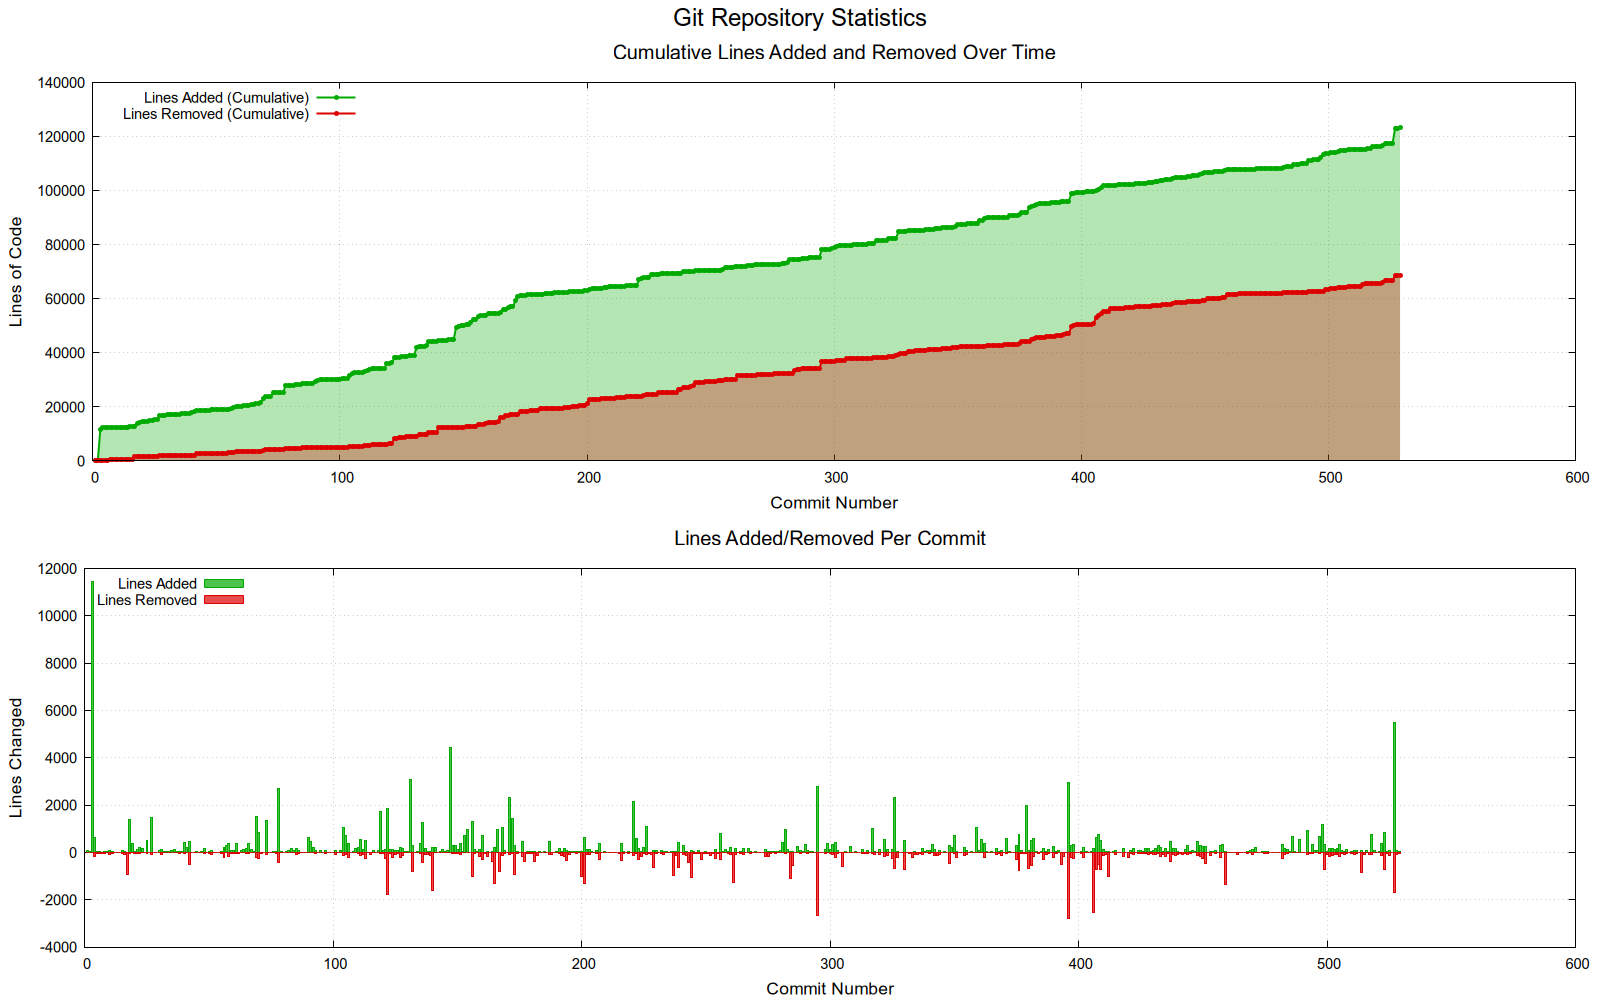 Git Repository Statistics
Cumulative Lines Added and Removed Over Time
140000
120000
100000
80000
60000
40000
20000
0
Lines of Code
Lines Added (Cumulative)
Lines Removed (Cumulative)
0 100 200 300 400 500 600
Commit Number
Lines Added/Removed Per Commit
12000
10000
8000
6000
4000
2000
0
-2000
-4000
Lines Changed
Lines Added
Lines Removed
0 100 200 300 400 500 600
Commit Number